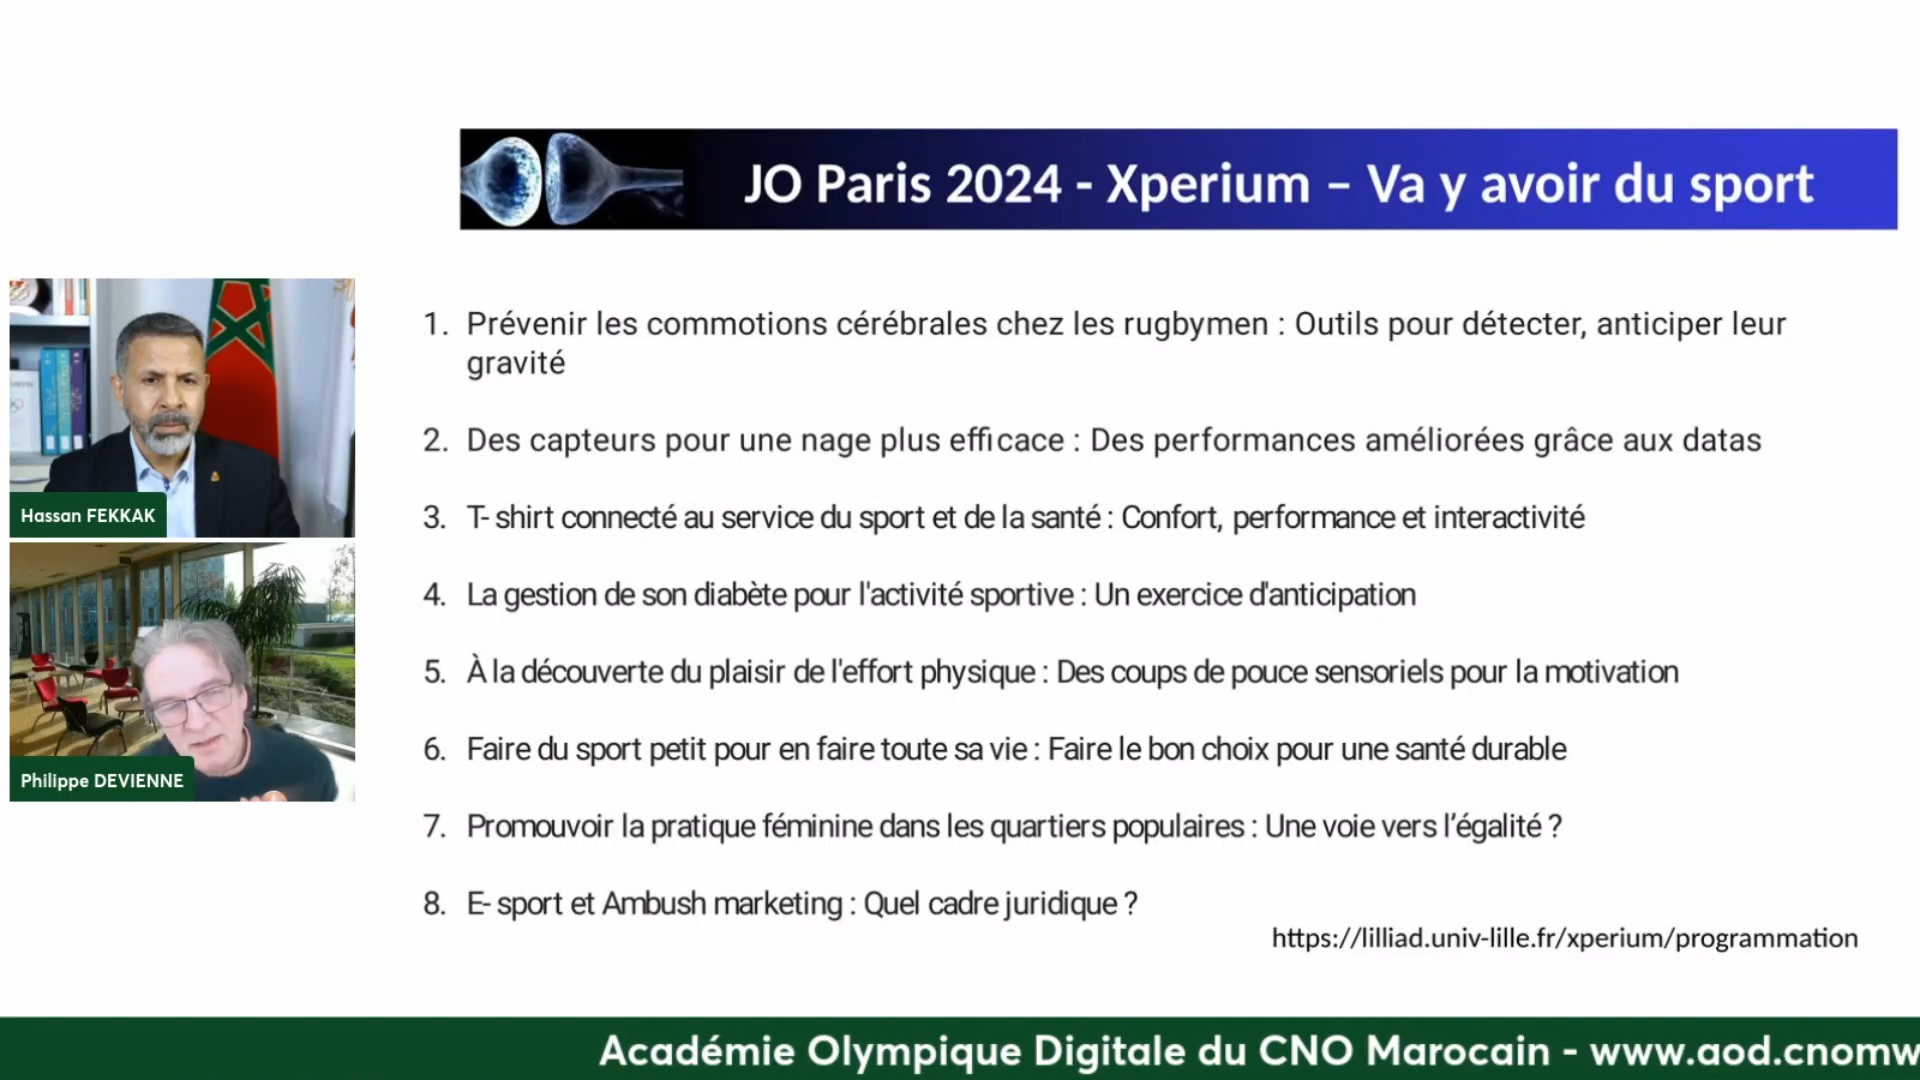 JO Paris 2024 - Xperium – Va y avoir du sport
1. Prévenir les commotions cérébrales chez les rugbymen : Outils pour détecter, anticiper leur
gravité
2. Des capteurs pour une nage plus efficace : Des performances améliorées grâce aux datas
3. T- shirt connecté au service du sport et de la santé : Confort, performance et interactivité
4. La gestion de son diabète pour l'activité sportive : Un exercice d'anticipation
5. À la découverte du plaisir de l'effort physique : Des coups de pouce sensoriels pour la motivation
6. Faire du sport petit pour en faire toute sa vie : Faire le bon choix pour une santé durable
7. Promouvoir la pratique féminine dans les quartiers populaires : Une voie vers l’égalité ?
8. E- sport et Ambush marketing : Quel cadre juridique ?
https://lilliad.univ-lille.fr/xperium/programmation
Hassan FEKKAK
Philippe DEVIENNE
Académie Olympique Digitale du CNO Marocain - www.aod.cnomw